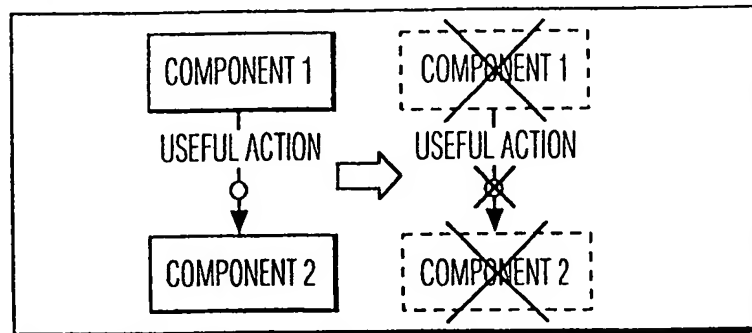 COMPONENT 1
USEFUL ACTION
COMPONENT 2
COMPONENT 1
USEFUL ACTION
COMPONENT 2